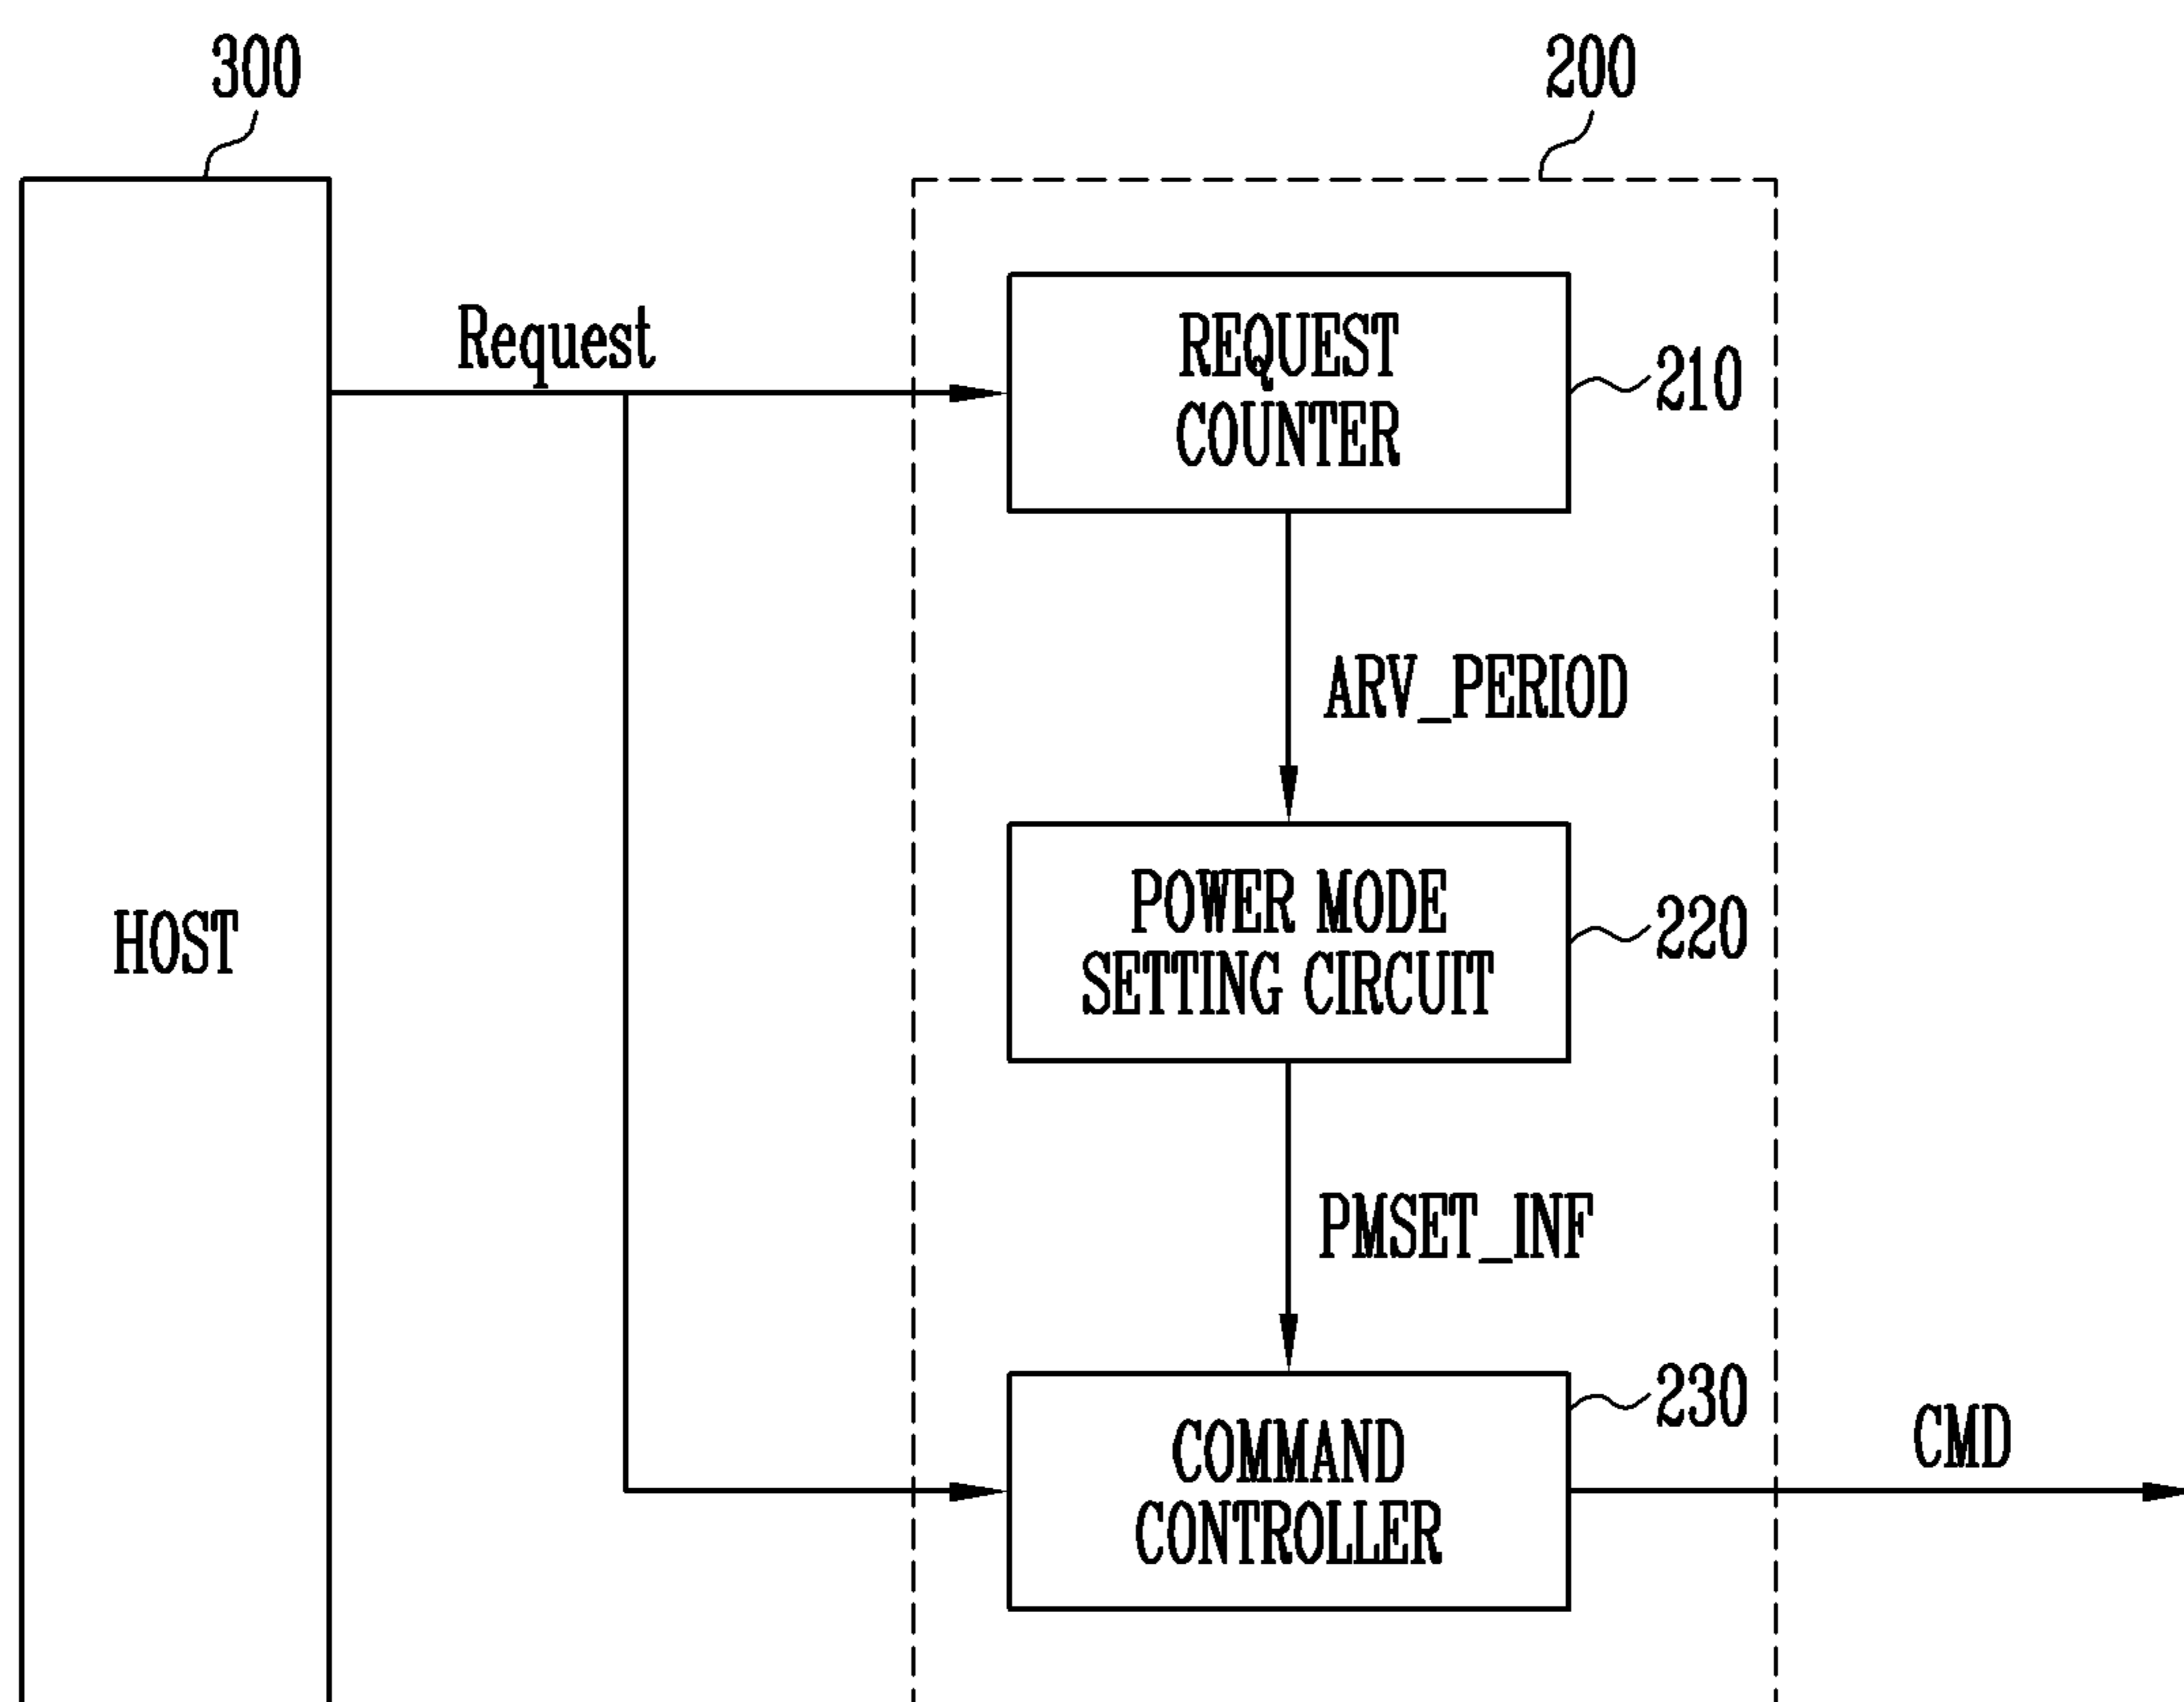 300
200
Request
REQUEST
COUNTER
210
ARV_PERIOD
HOST
POWER MODE
SETTING CIRCUIT
220
PMSET_INF
COMMAND
CONTROLLER
230
CMD